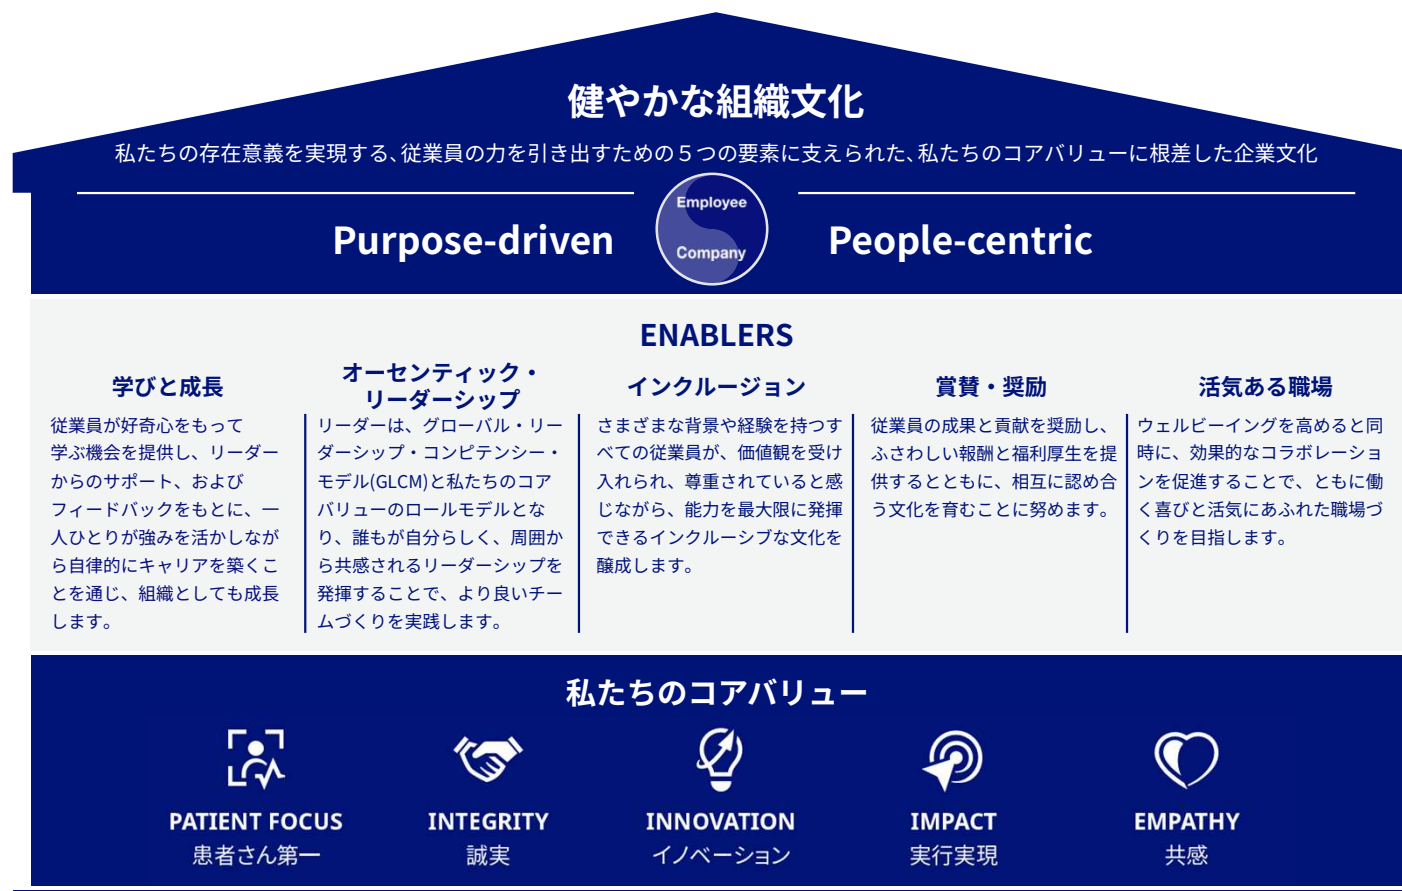 健やかな組織文化
私たちの存在意義を実現する、従業員の力を引き出すための５つの要素に支えられた、私たちのコアバリューに根差した企業文化
Purpose-driven
Employee
Company
People-centric
ENABLERS
学びと成長
従業員が好奇心をもって
学ぶ機会を提供し、リーダー
からのサポート、および
フィードバックをもとに、一
人ひとりが強みを活かしなが
ら自律的にキャリアを築くこ
とを通じ、組織としても成長
します。
オーセンティック・
リーダーシップ
リーダーは、グローバル・リー
ダーシップ・コンピテンシー・
モデル(GLCM)と私たちのコア
バリューのロールモデルとな
り、誰もが自分らしく、周囲か
ら共感されるリーダーシップを
発揮することで、より良いチー
ムづくりを実践します。
インクルージョン
さまざまな背景や経験を持つす
べての従業員が、価値観を受け
入れられ、尊重されていると感
じながら、能力を最大限に発揮
できるインクルーシブな文化を
醸成します。
賞賛・奨励
従業員の成果と貢献を奨励し、
ふさわしい報酬と福利厚生を提
供するとともに、相互に認め合
う文化を育むことに努めます。
活気ある職場
ウェルビーイングを高めると同
時に、効果的なコラボレーショ
ンを促進することで、ともに働
く喜びと活気にあふれた職場づ
くりを目指します。
私たちのコアバリュー
PATIENT FOCUS
患者さん第一
INTEGRITY
誠実
INNOVATION
イノベーション
IMPACT
実行実現
EMPATHY
共感